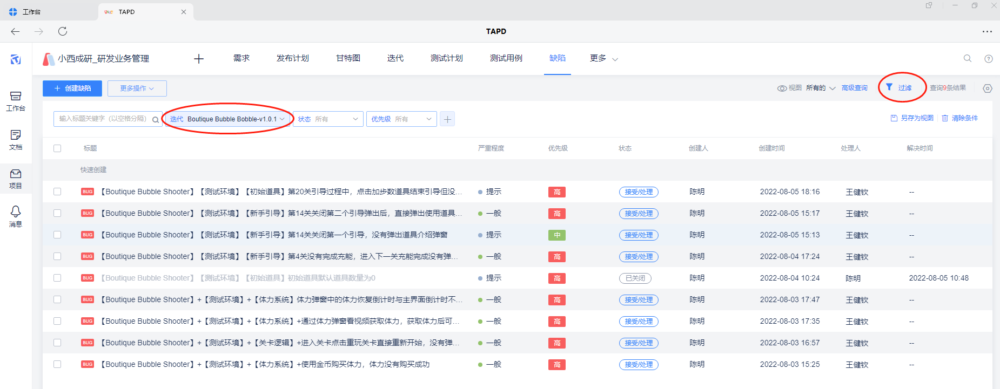 工作台
TAPD
TAPD
小西成研_研发业务管理
需求
发布计划
甘特图
迭代
测试计划
测试用例
缺陷
更多
工作台
文档
项目
消息
创建缺陷
更多操作
视图 所有的
高级查询
过滤
查询9条结果
输入标题关键字（以空格分隔）
迭代 Boutique Bubble Bobble-v1.0.1
状态 所有
优先级 所有
另存为视图
清除条件
标题 严重程度 优先级 状态 创建人 创建时间 处理人 解决时间
快速创建
BUG 【Boutique Bubble Shooter】【测试环境】【初始道具】第20关引导过程中，点击加步数道具结束引导但没... 提示 高 接受/处理 陈明 2022-08-05 18:16 王健钦 --
BUG 【Boutique Bubble Shooter】【测试环境】【新手引导】第14关关闭第二个引导弹出后，直接弹出使用道具... 一般 高 接受/处理 陈明 2022-08-05 15:17 王健钦 --
BUG 【Boutique Bubble Shooter】【测试环境】【新手引导】第14关关闭第一个引导，没有弹出道具介绍弹窗 提示 中 接受/处理 陈明 2022-08-05 15:13 王健钦 --
BUG 【Boutique Bubble Shooter】【测试环境】【新手引导】第4关没有完成充能，进入下一关充能完成没有弹... 一般 高 接受/处理 陈明 2022-08-04 17:24 王健钦 --
BUG 【Boutique Bubble Shooter】【测试环境】【初始道具】初始道具默认道具数量为0 提示 高 已关闭 陈明 2022-08-04 10:24 陈明 2022-08-05 10:48
BUG 【Boutique Bubble Shooter】+【测试环境】+【体力系统】体力弹窗中的体力恢复倒计时与主界面倒计时不... 一般 高 接受/处理 陈明 2022-08-03 17:47 王健钦 --
BUG 【Boutique Bubble Shooter】+【测试环境】+【体力系统】+通过体力弹窗看视频获取体力，获取体力后可... 一般 高 接受/处理 陈明 2022-08-03 17:35 王健钦 --
BUG 【Boutique Bubble Shooter】+【测试环境】+【关卡逻辑】+进入关卡点击重玩关卡直接重新开始，没有弹... 一般 高 接受/处理 陈明 2022-08-03 16:57 王健钦 --
BUG 【Boutique Bubble Shooter】+【测试环境】+【体力系统】+使用金币购买体力，体力没有购买成功 一般 高 接受/处理 陈明 2022-08-03 15:25 王健钦 --